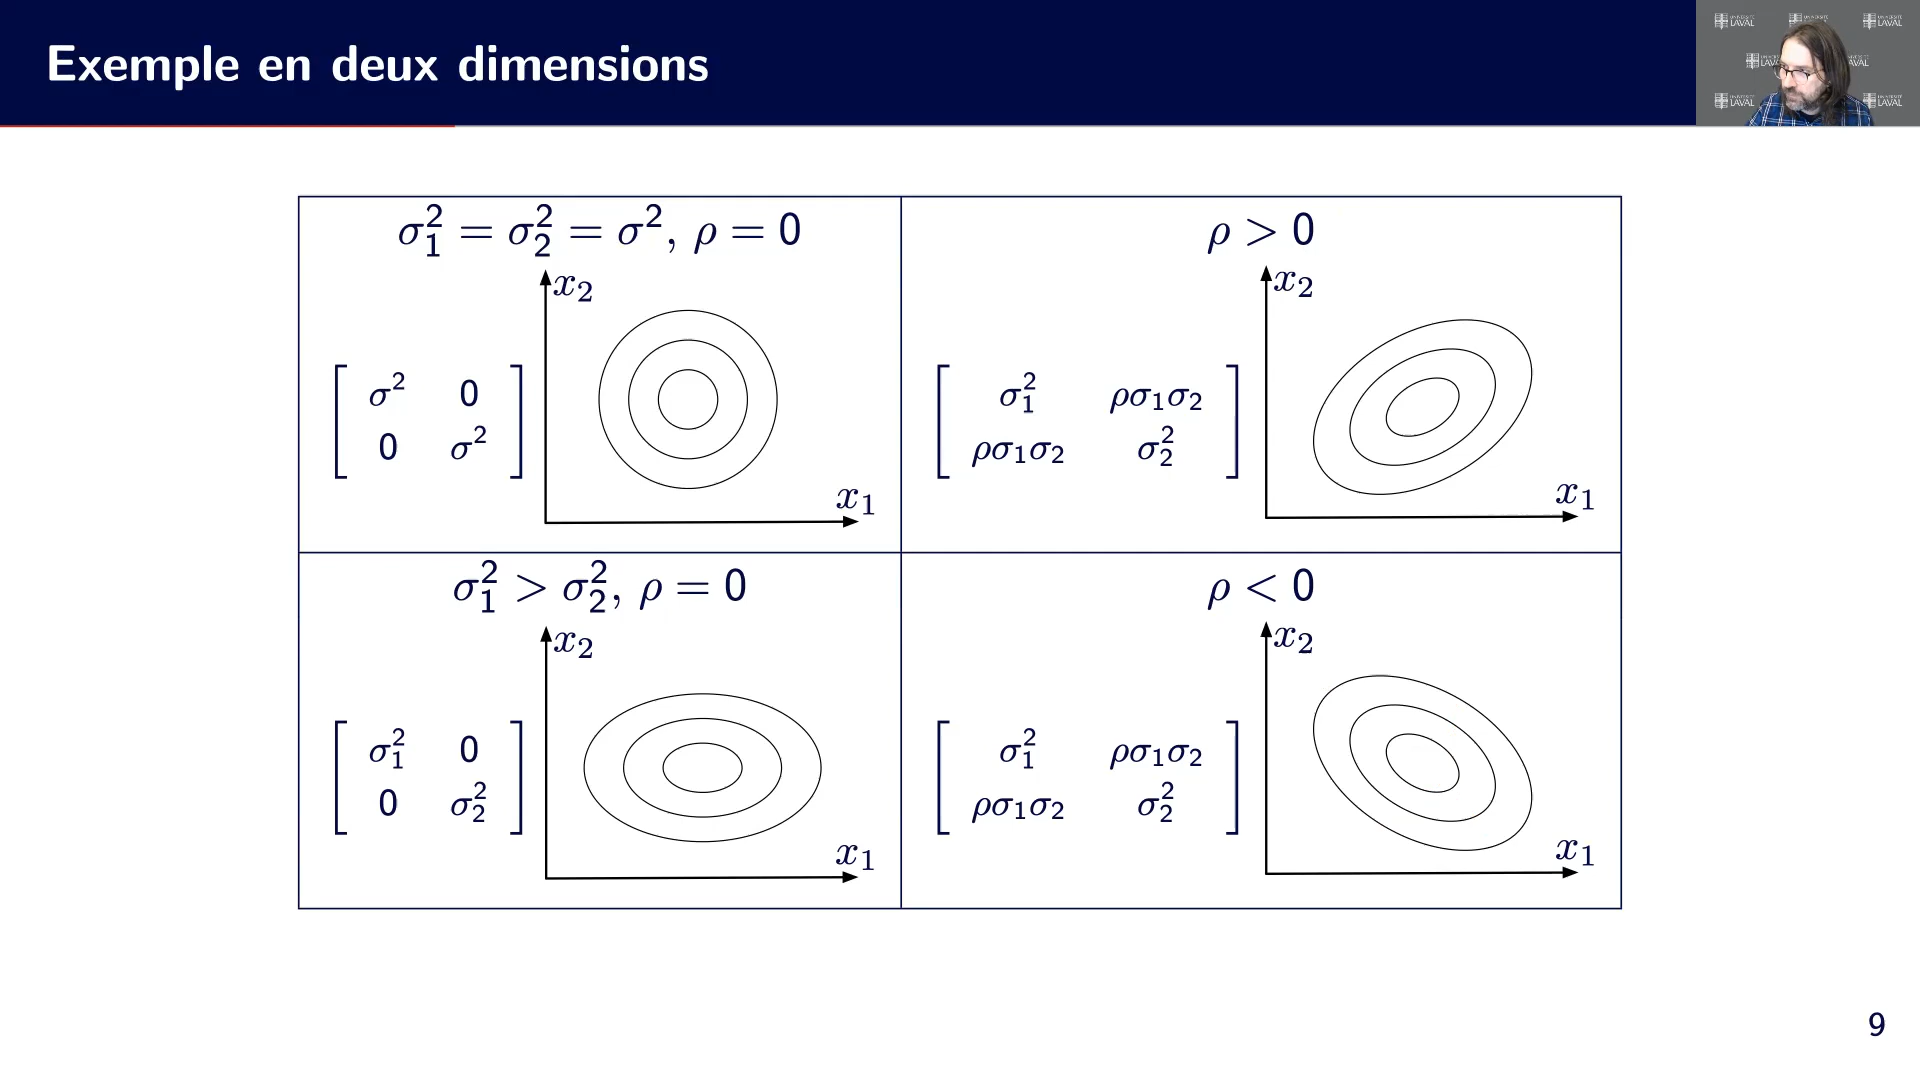 Exemple en deux dimensions
UNIVERSITÉ LAVAL
σ₁² = σ₂² = σ², ρ = 0
x₂
[ σ² 0
0 σ² ]
x₁
ρ > 0
x₂
[ σ₁² ρσ₁σ₂
ρσ₁σ₂ σ₂² ]
x₁
σ₁² > σ₂², ρ = 0
x₂
[ σ₁² 0
0 σ₂² ]
x₁
ρ < 0
x₂
[ σ₁² ρσ₁σ₂
ρσ₁σ₂ σ₂² ]
x₁
9